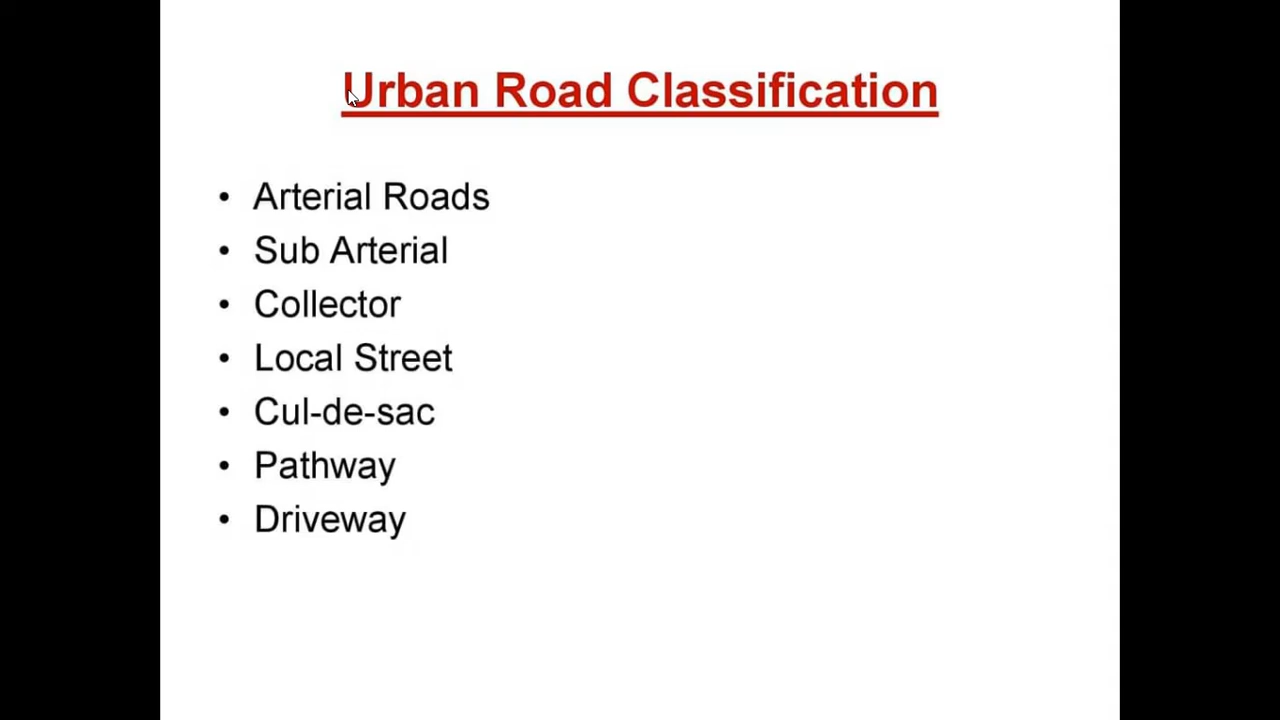 Urban Road Classification
• Arterial Roads
• Sub Arterial
• Collector
• Local Street
• Cul-de-sac
• Pathway
• Driveway